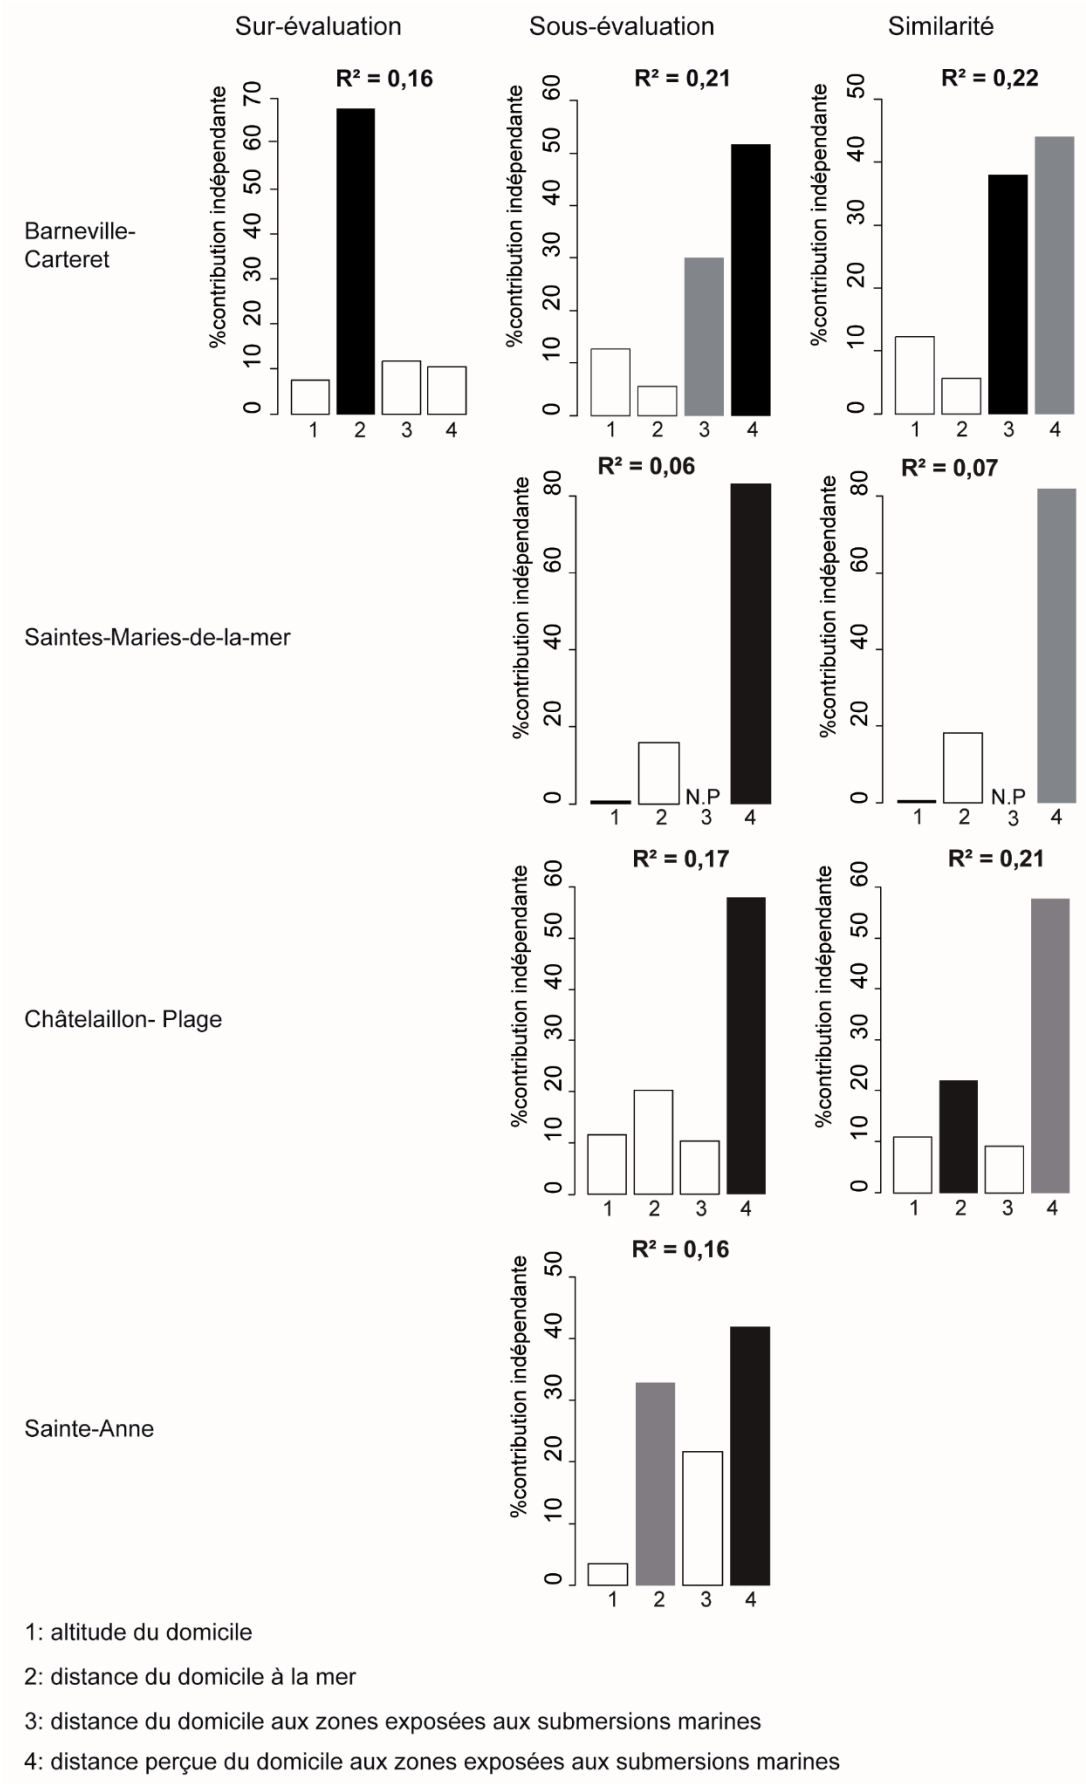 Sur-évaluation Sous-évaluation Similarité
Barneville-
Carteret
R² = 0,16
%contribution indépendante
70
60
50
40
30
20
10
0
1 2 3 4
R² = 0,21
%contribution indépendante
60
50
40
30
20
10
0
1 2 3 4
R² = 0,22
%contribution indépendante
50
40
30
20
10
0
1 2 3 4
Saintes-Maries-de-la-mer
R² = 0,06
%contribution indépendante
80
60
40
20
0
N.P
1 2 3 4
R² = 0,07
%contribution indépendante
80
60
40
20
0
N.P
1 2 3 4
Châtelaillon- Plage
R² = 0,17
%contribution indépendante
60
50
40
30
20
10
0
1 2 3 4
R² = 0,21
%contribution indépendante
60
50
40
30
20
10
0
1 2 3 4
Sainte-Anne
R² = 0,16
%contribution indépendante
50
40
30
20
10
0
1 2 3 4
1: altitude du domicile
2: distance du domicile à la mer
3: distance du domicile aux zones exposées aux submersions marines
4: distance perçue du domicile aux zones exposées aux submersions marines